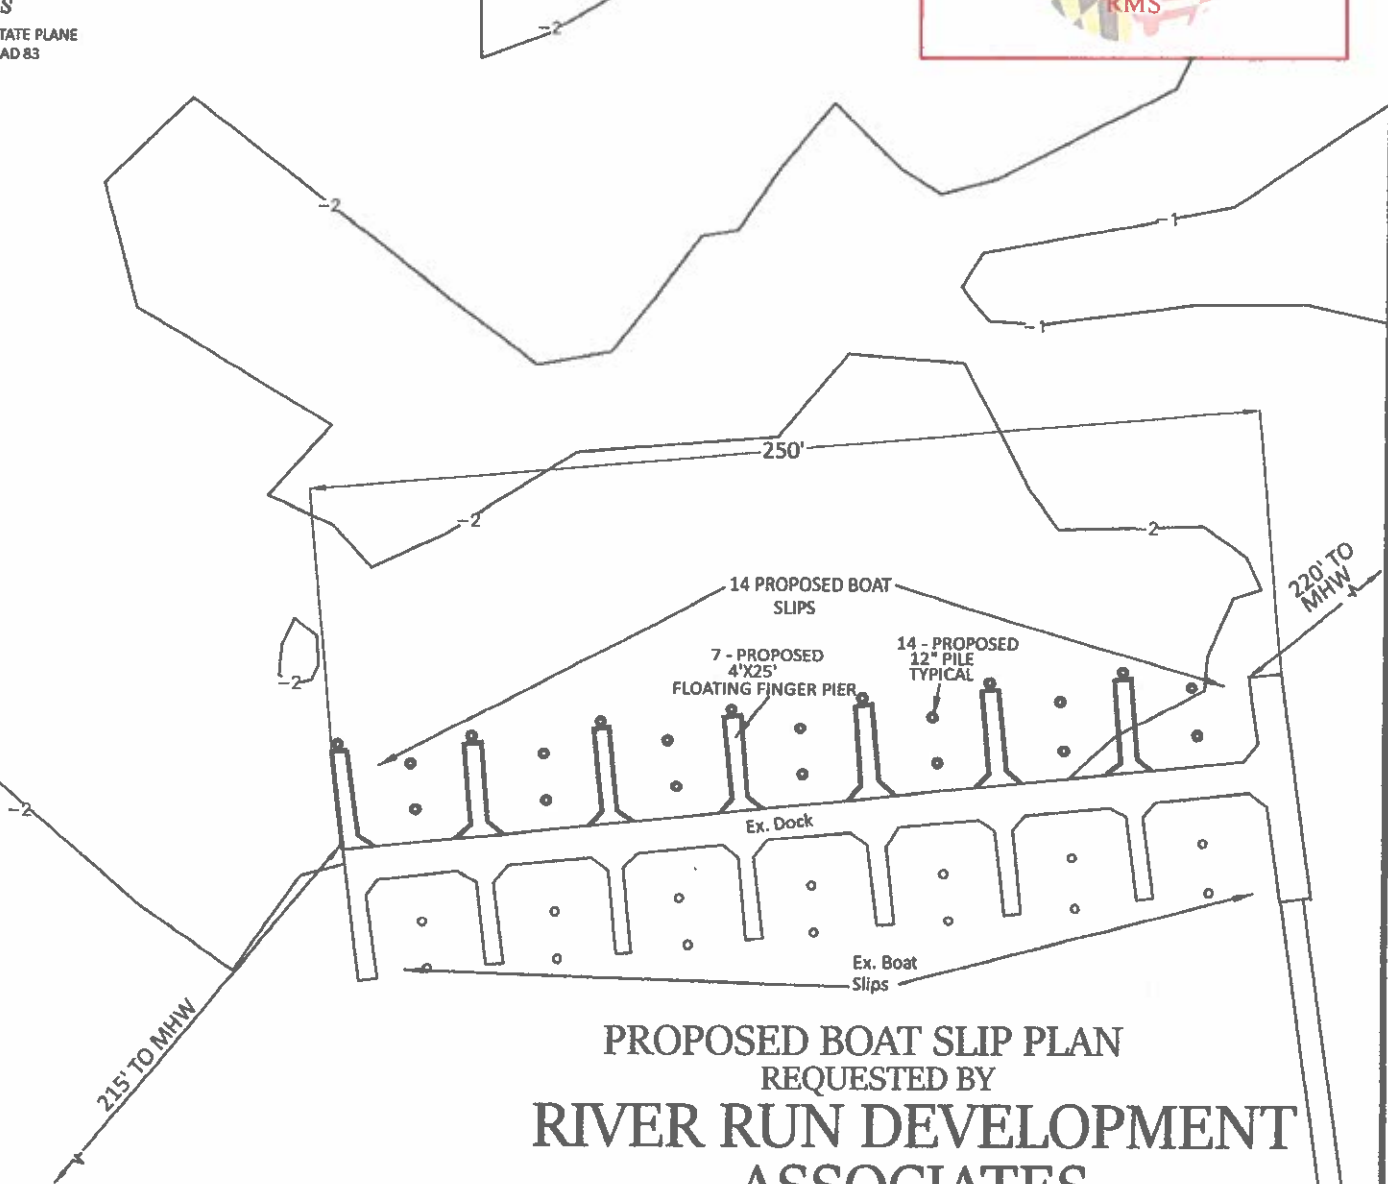 S
TATE PLANE
AD 83
RMS
-2
-2
-1
-1
250'
-2
-2
220' TO
MHW
14 PROPOSED BOAT
SLIPS
7 - PROPOSED
4'X25'
FLOATING FINGER PIER
14 - PROPOSED
12" PILE
TYPICAL
-2
-2
Ex. Dock
Ex. Boat
Slips
215' TO MHW
PROPOSED BOAT SLIP PLAN
REQUESTED BY
RIVER RUN DEVELOPMENT
ASSOCIATES